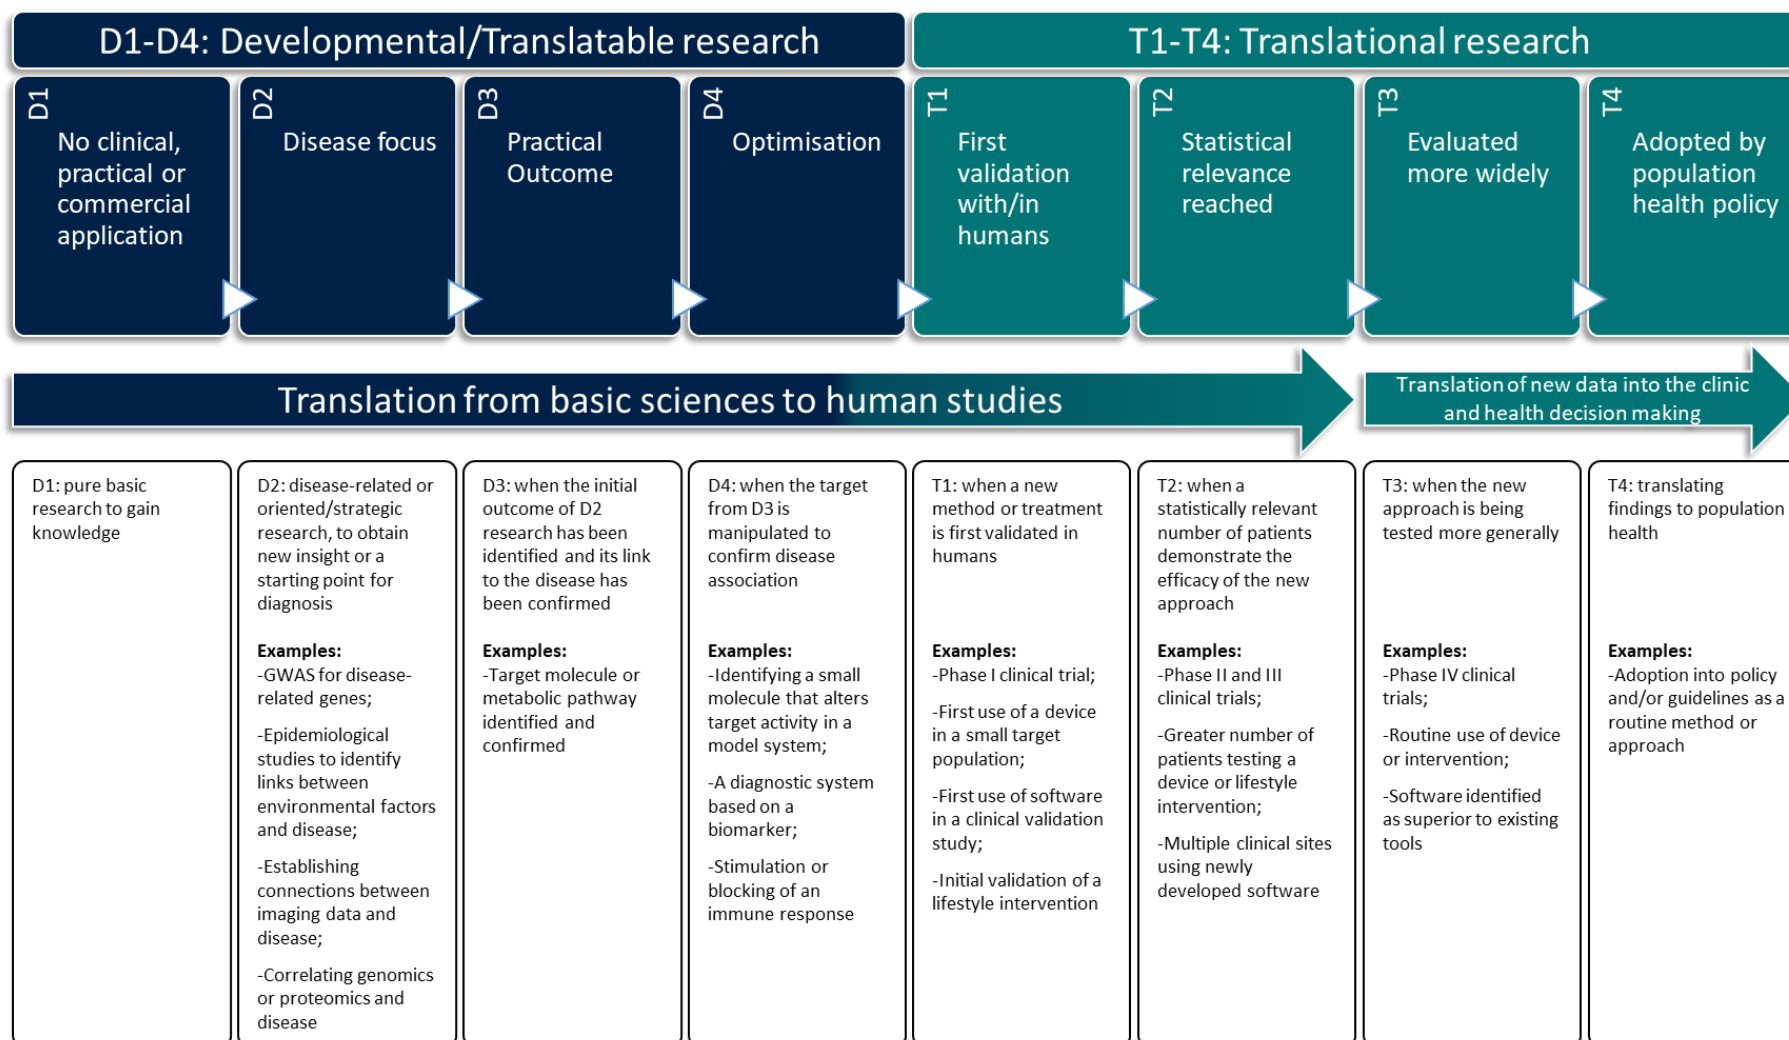 D1-D4: Developmental/Translatable research
T1-T4: Translational research
D1
No clinical,
practical or
commercial
application
D2
Disease focus
D3
Practical
Outcome
D4
Optimisation
T1
First
validation
with/in
humans
T2
Statistical
relevance
reached
T3
Evaluated
more widely
T4
Adopted by
population
health policy
Translation from basic sciences to human studies
Translation of new data into the clinic
and health decision making
D1: pure basic
research to gain
knowledge
D2: disease-related or
oriented/strategic
research, to obtain
new insight or a
starting point for
diagnosis
Examples:
-GWAS for disease-
related genes;
-Epidemiological
studies to identify
links between
environmental factors
and disease;
-Establishing
connections between
imaging data and
disease;
-Correlating genomics
or proteomics and
disease
D3: when the initial
outcome of D2
research has been
identified and its link
to the disease has
been confirmed
Examples:
-Target molecule or
metabolic pathway
identified and
confirmed
D4: when the target
from D3 is
manipulated to
confirm disease
association
Examples:
-Identifying a small
molecule that alters
target activity in a
model system;
-A diagnostic system
based on a
biomarker;
-Stimulation or
blocking of an
immune response
T1: when a new
method or treatment
is first validated in
humans
Examples:
-Phase I clinical trial;
-First use of a device
in a small target
population;
-First use of software
in a clinical validation
study;
-Initial validation of a
lifestyle intervention
T2: when a
statistically relevant
number of patients
demonstrate the
efficacy of the new
approach
Examples:
-Phase II and III
clinical trials;
-Greater number of
patients testing a
device or lifestyle
intervention;
-Multiple clinical sites
using newly
developed software
T3: when the new
approach is being
tested more generally
Examples:
-Phase IV clinical
trials;
-Routine use of device
or intervention;
-Software identified
as superior to existing
tools
T4: translating
findings to population
health
Examples:
-Adoption into policy
and/or guidelines as a
routine method or
approach